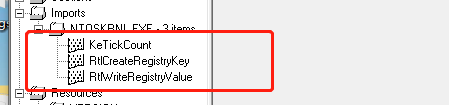 Imports
NTOSKRNL.EXE - 3 items
KeTickCount
RtlCreateRegistryKey
RtlWriteRegistryValue
Resources